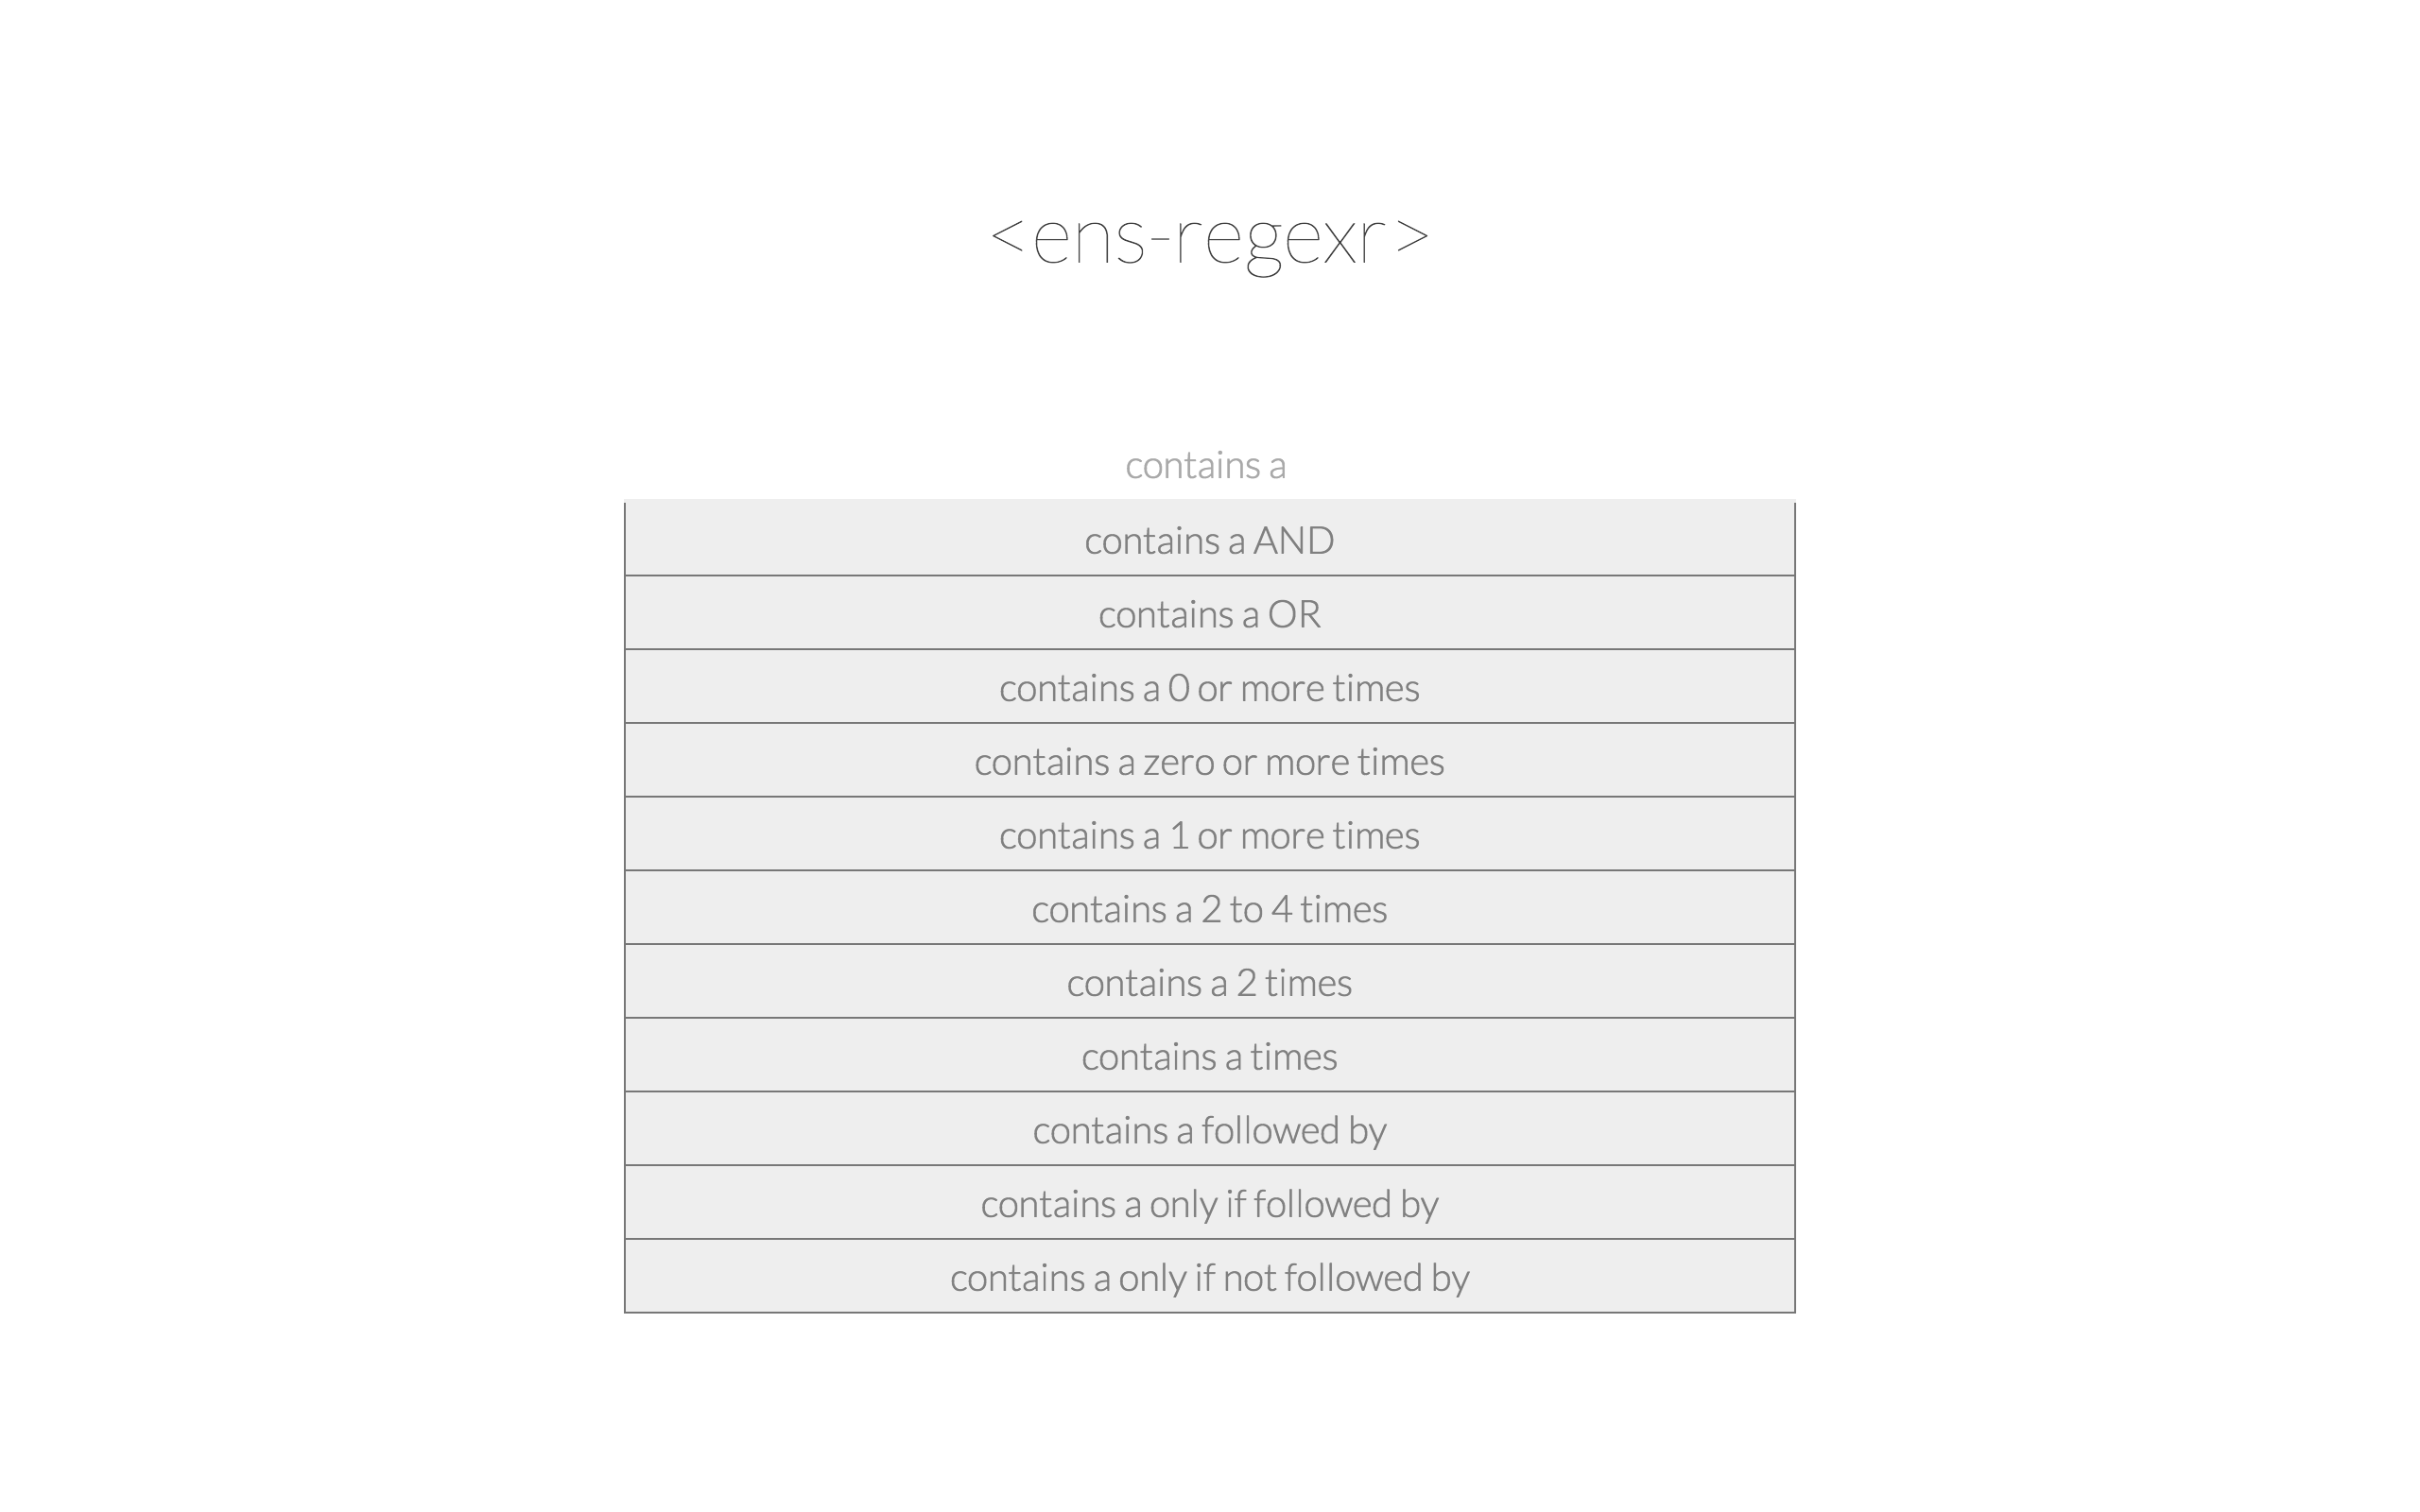 <ens-regexr>
contains a
contains a AND
contains a OR
contains a 0 or more times
contains a zero or more times
contains a 1 or more times
contains a 2 to 4 times
contains a 2 times
contains a times
contains a followed by
contains a only if followed by
contains a only if not followed by